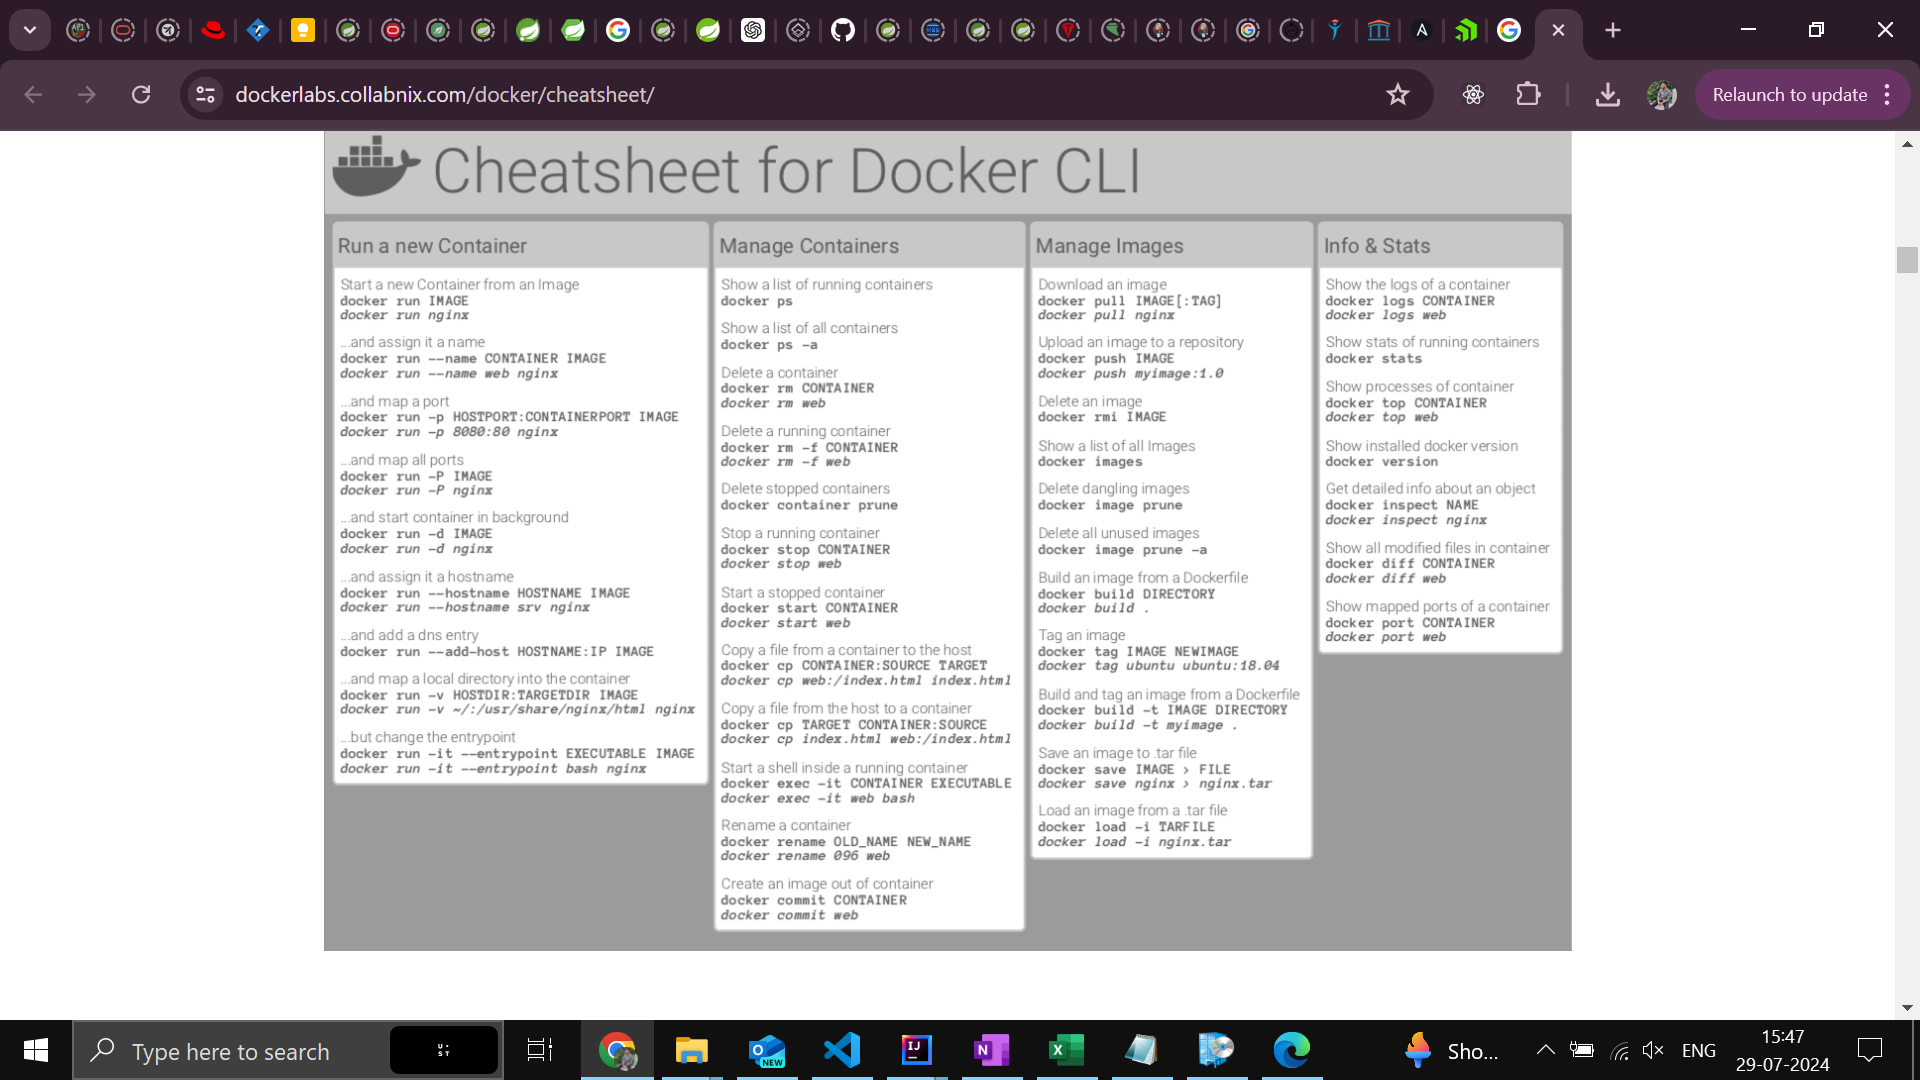 dockerlabs.collabnix.com/docker/cheatsheet/
Relaunch to update
Cheatsheet for Docker CLI
Run a new Container
Start a new Container from an Image
docker run IMAGE
docker run nginx
...and assign it a name
docker run --name CONTAINER IMAGE
docker run --name web nginx
...and map a port
docker run -p HOSTPORT:CONTAINERPORT IMAGE
docker run -p 8080:80 nginx
...and map all ports
docker run -P IMAGE
docker run -P nginx
...and start container in background
docker run -d IMAGE
docker run -d nginx
...and assign it a hostname
docker run --hostname HOSTNAME IMAGE
docker run --hostname srv nginx
...and add a dns entry
docker run --add-host HOSTNAME:IP IMAGE
...and map a local directory into the container
docker run -v HOSTDIR:TARGETDIR IMAGE
docker run -v ~/:/usr/share/nginx/html nginx
...but change the entrypoint
docker run -it --entrypoint EXECUTABLE IMAGE
docker run -it --entrypoint bash nginx
Manage Containers
Show a list of running containers
docker ps
Show a list of all containers
docker ps -a
Delete a container
docker rm CONTAINER
docker rm web
Delete a running container
docker rm -f CONTAINER
docker rm -f web
Delete stopped containers
docker container prune
Stop a running container
docker stop CONTAINER
docker stop web
Start a stopped container
docker start CONTAINER
docker start web
Copy a file from a container to the host
docker cp CONTAINER:SOURCE TARGET
docker cp web:/index.html index.html
Copy a file from the host to a container
docker cp TARGET CONTAINER:SOURCE
docker cp index.html web:/index.html
Start a shell inside a running container
docker exec -it CONTAINER EXECUTABLE
docker exec -it web bash
Rename a container
docker rename OLD_NAME NEW_NAME
docker rename 096 web
Create an image out of container
docker commit CONTAINER
docker commit web
Manage Images
Download an image
docker pull IMAGE[:TAG]
docker pull nginx
Upload an image to a repository
docker push IMAGE
docker push myimage:1.0
Delete an image
docker rmi IMAGE
Show a list of all Images
docker images
Delete dangling images
docker image prune
Delete all unused images
docker image prune -a
Build an image from a Dockerfile
docker build DIRECTORY
docker build .
Tag an image
docker tag IMAGE NEWIMAGE
docker tag ubuntu ubuntu:18.04
Build and tag an image from a Dockerfile
docker build -t IMAGE DIRECTORY
docker build -t myimage .
Save an image to .tar file
docker save IMAGE > FILE
docker save nginx > nginx.tar
Load an image from a .tar file
docker load -i TARFILE
docker load -i nginx.tar
Info & Stats
Show the logs of a container
docker logs CONTAINER
docker logs web
Show stats of running containers
docker stats
Show processes of container
docker top CONTAINER
docker top web
Show installed docker version
docker version
Get detailed info about an object
docker inspect NAME
docker inspect nginx
Show all modified files in container
docker diff CONTAINER
docker diff web
Show mapped ports of a container
docker port CONTAINER
docker port web
Type here to search
Sho...
ENG
15:47
29-07-2024